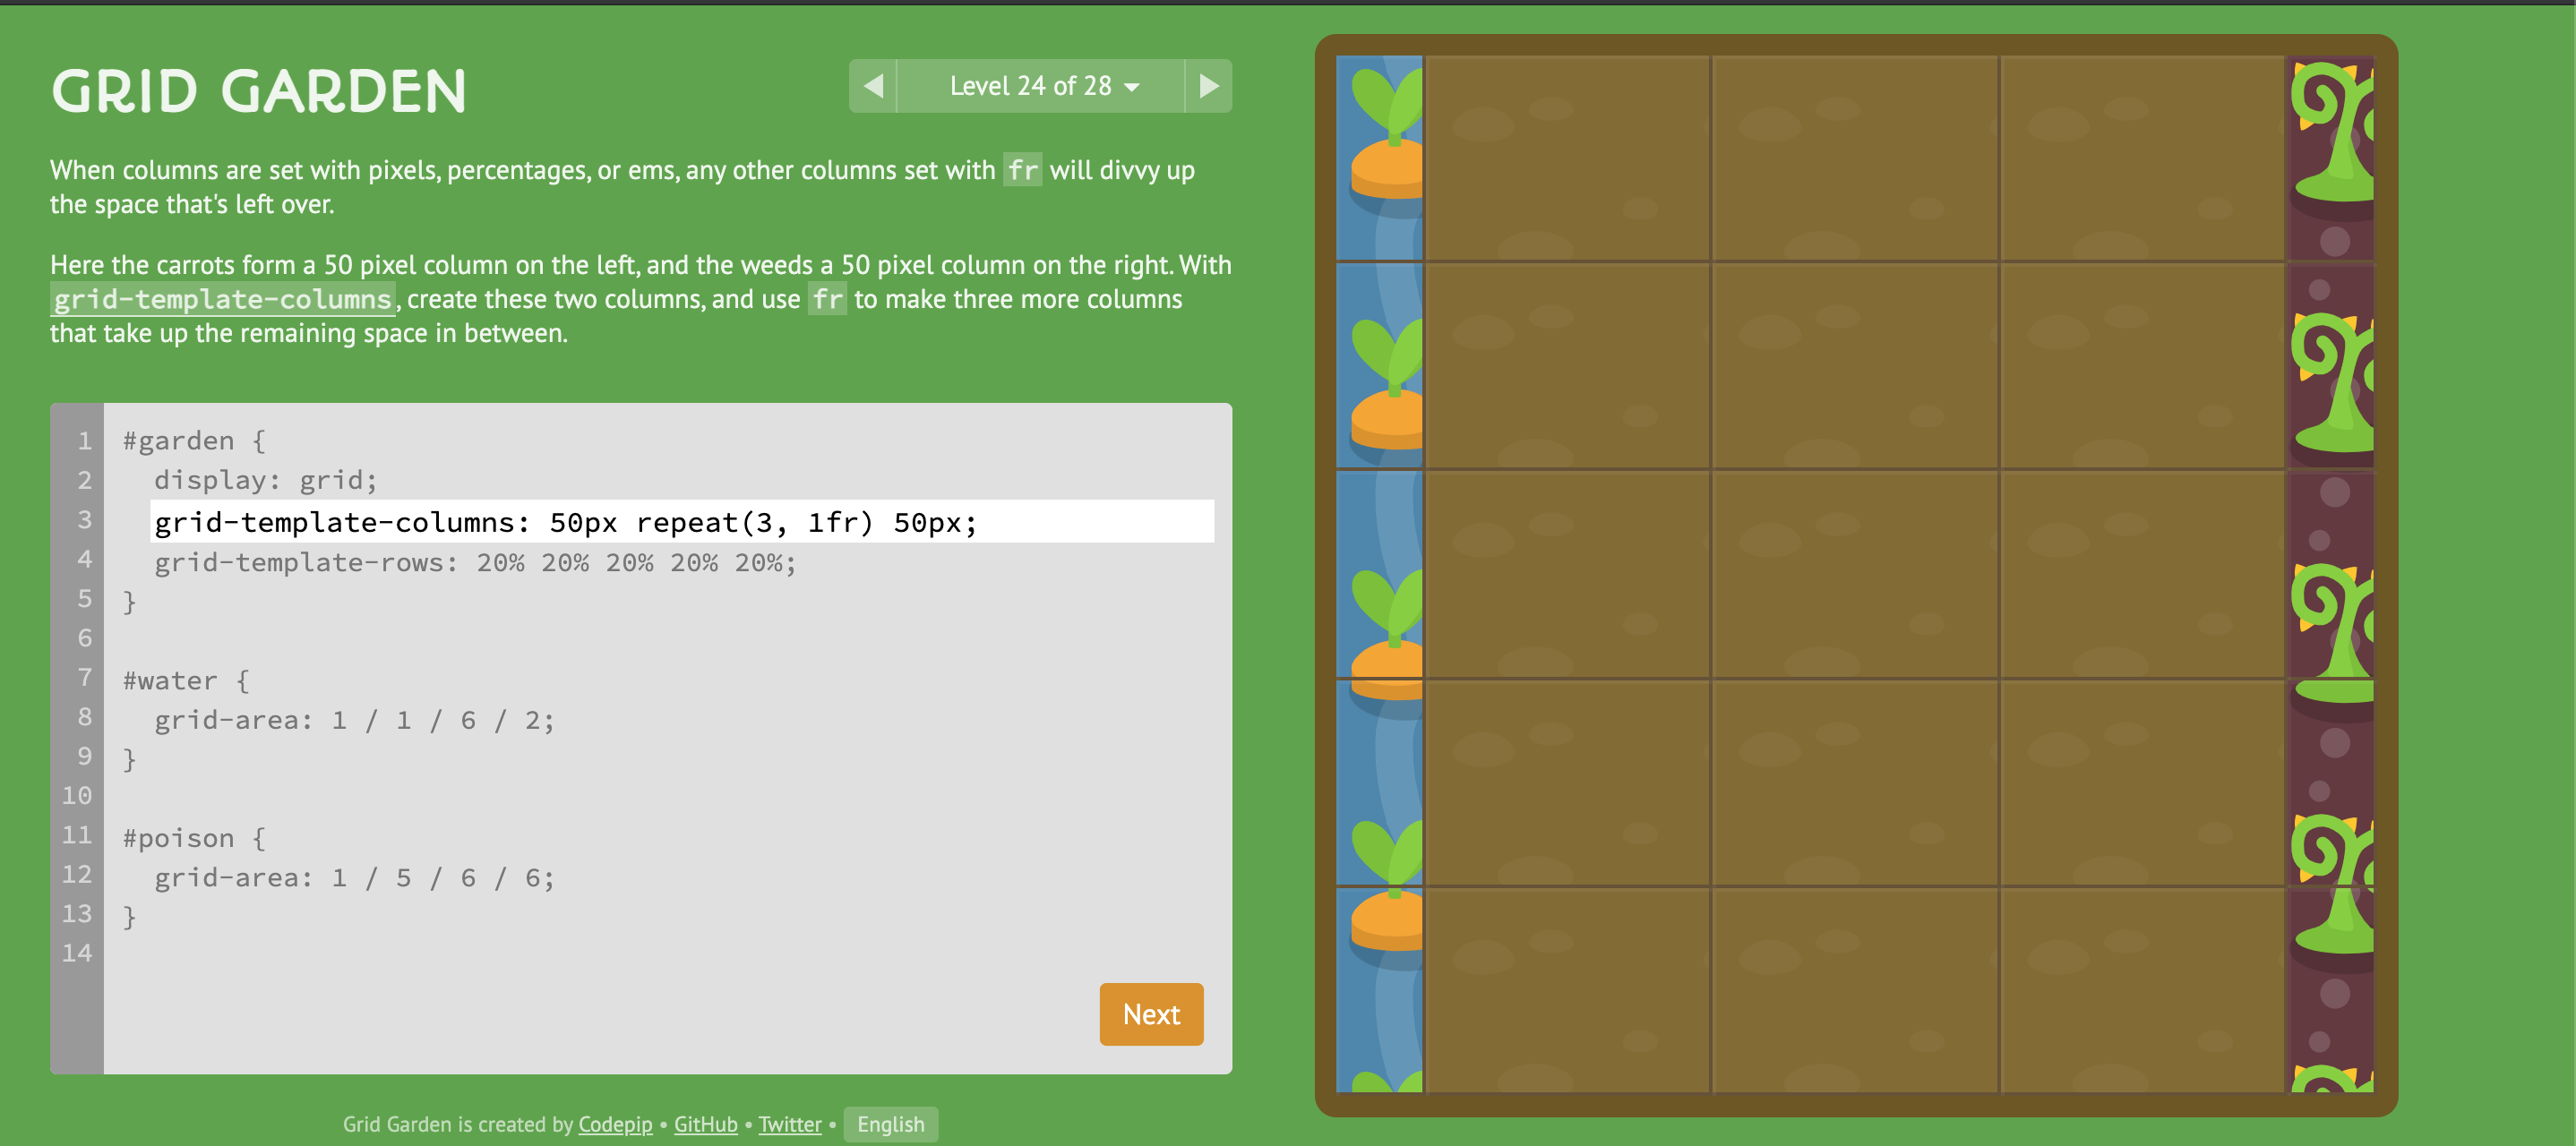 GRID GARDEN
Level 24 of 28
When columns are set with pixels, percentages, or ems, any other columns set with fr will divvy up
the space that's left over.
Here the carrots form a 50 pixel column on the left, and the weeds a 50 pixel column on the right. With
grid-template-columns, create these two columns, and use fr to make three more columns
that take up the remaining space in between.
1 #garden {
2 display: grid;
3 grid-template-columns: 50px repeat(3, 1fr) 50px;
4 grid-template-rows: 20% 20% 20% 20% 20%;
5 }
6
7 #water {
8 grid-area: 1 / 1 / 6 / 2;
9 }
10
11 #poison {
12 grid-area: 1 / 5 / 6 / 6;
13 }
14
Next
Grid Garden is created by Codepip • GitHub • Twitter • English